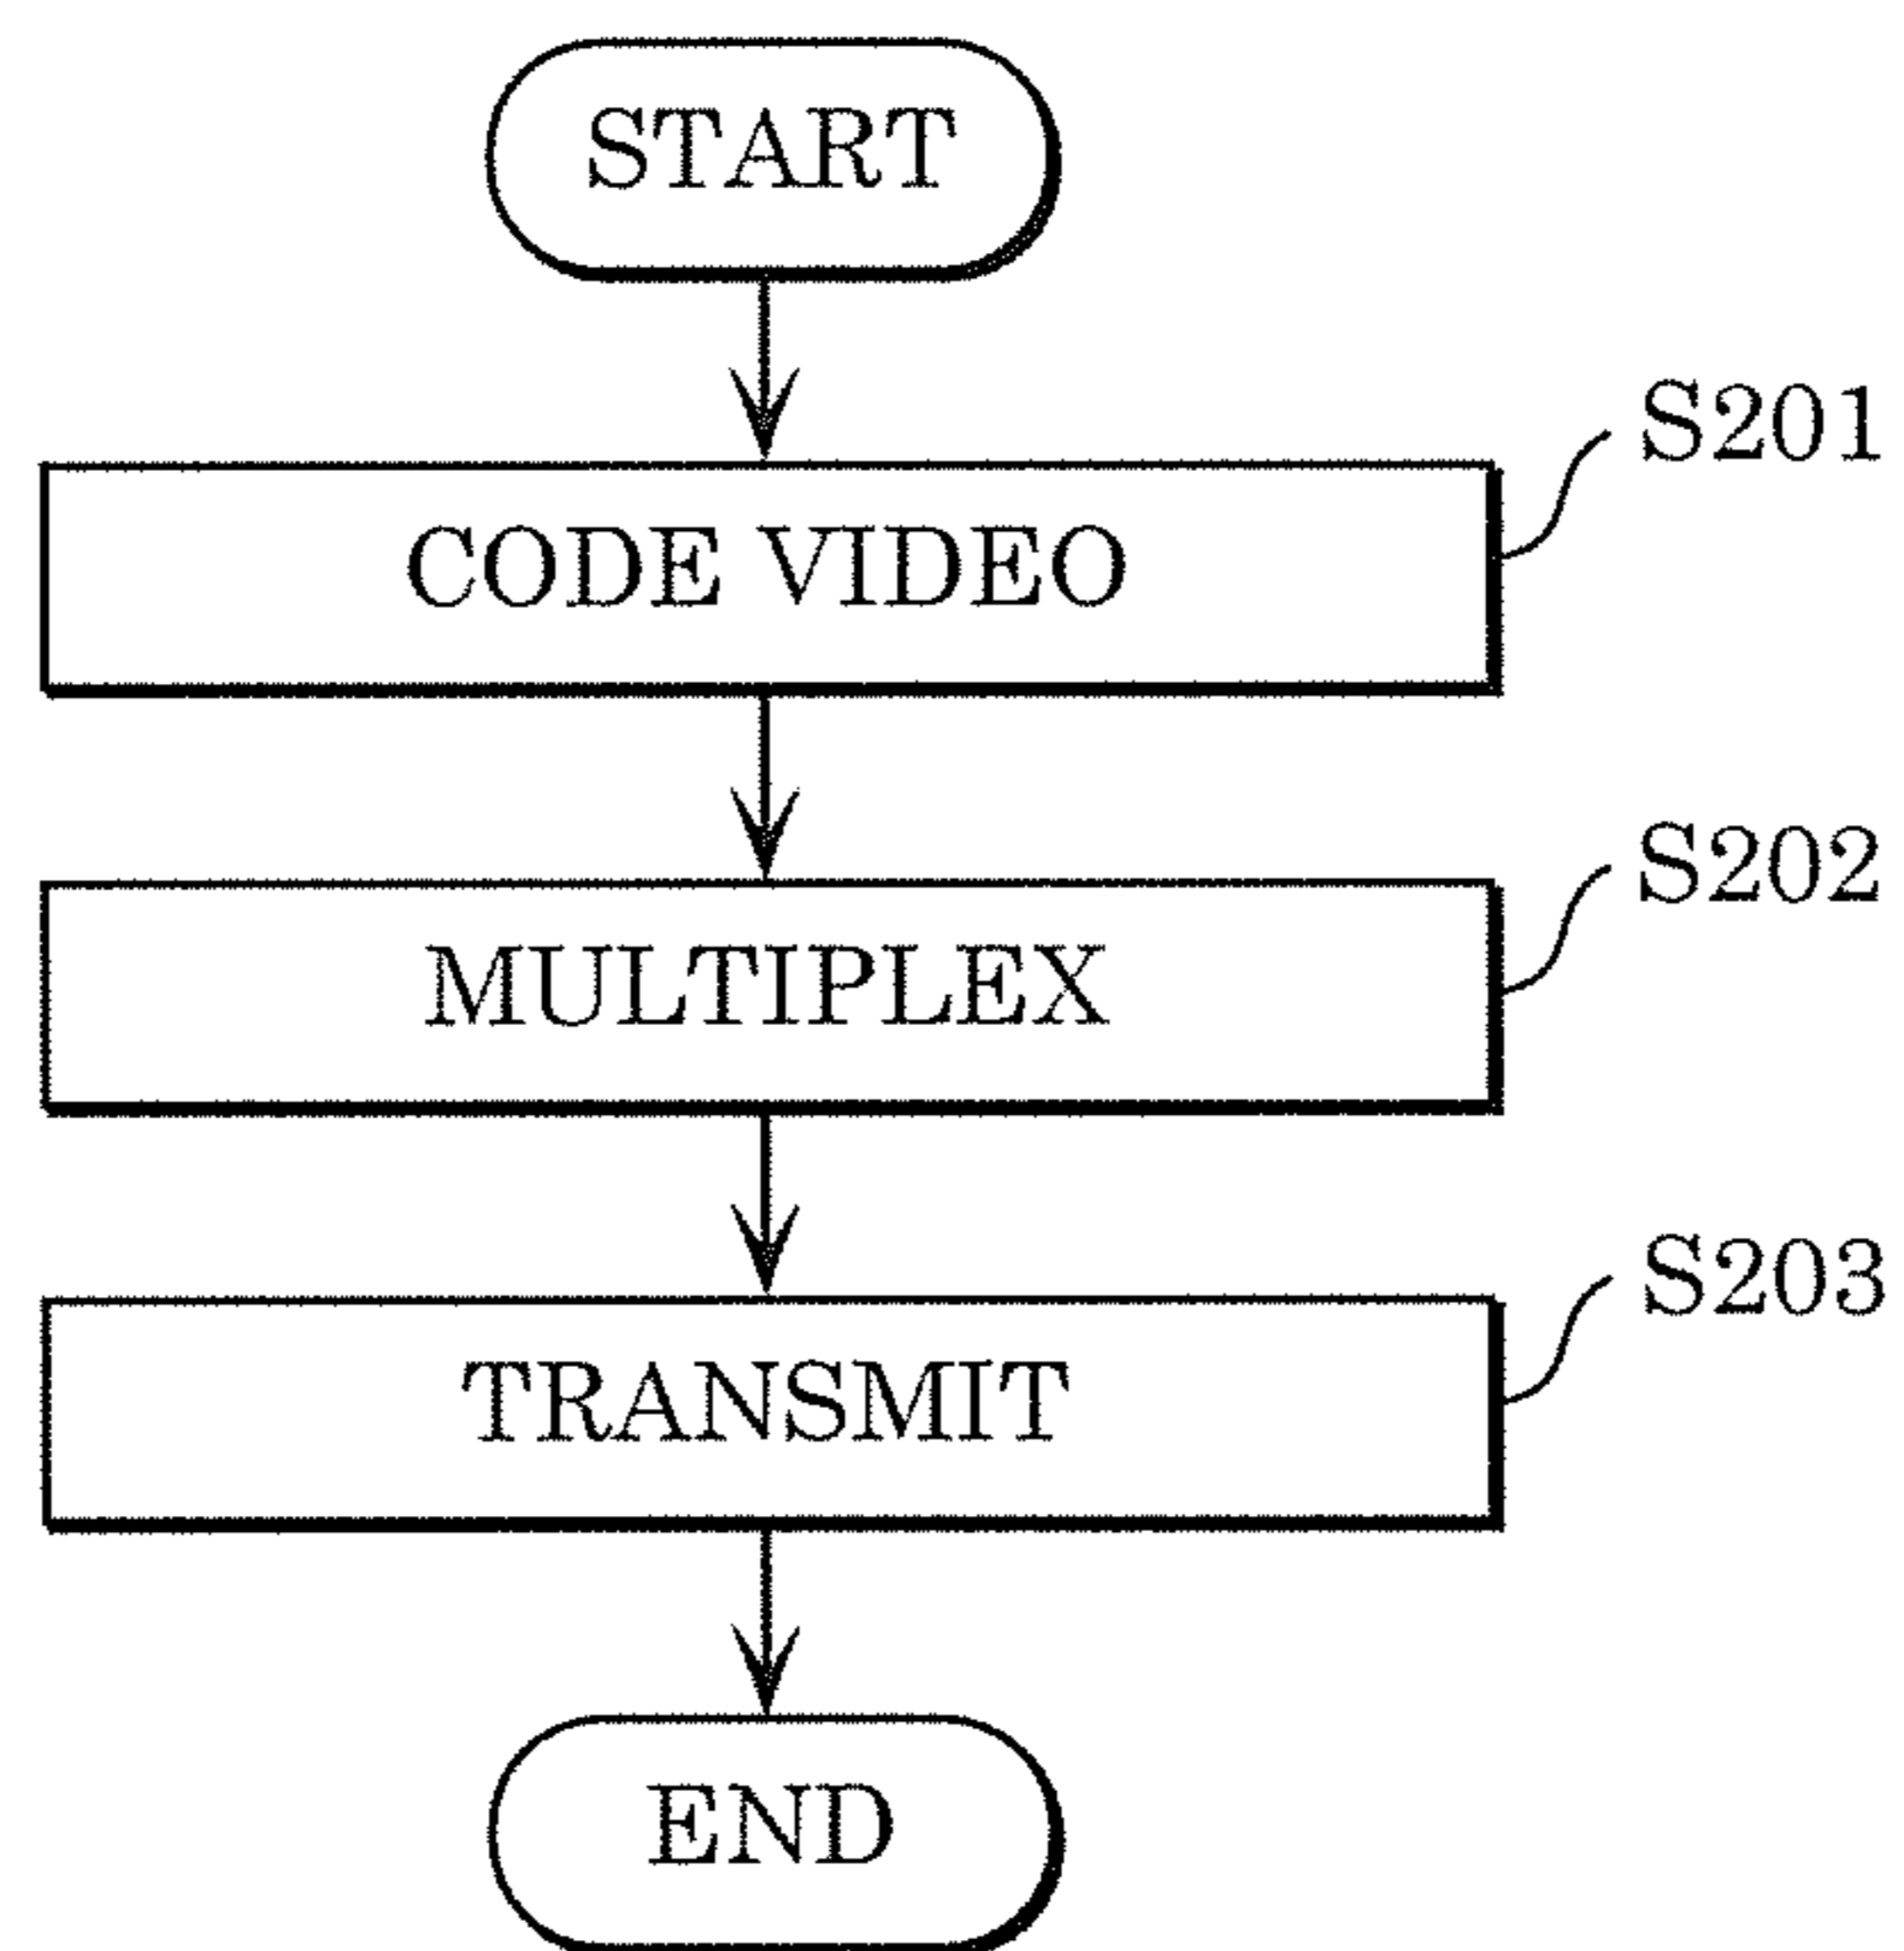 START
S201
CODE VIDEO
S202
MULTIPLEX
S203
TRANSMIT
END